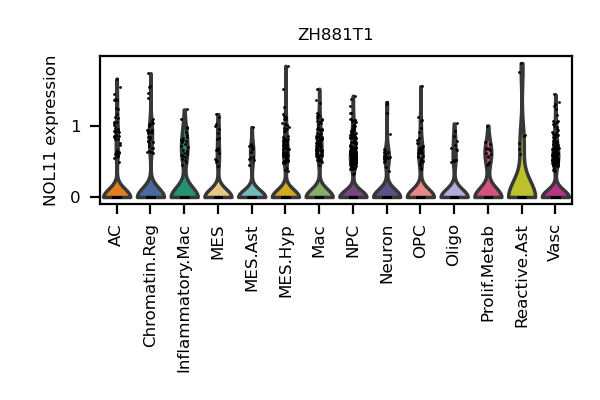 ZH881T1
NOL11 expression
1
0
AC
Chromatin.Reg
Inflammatory.Mac
MES
MES.Ast
MES.Hyp
Mac
NPC
Neuron
OPC
Oligo
Prolif.Metab
Reactive.Ast
Vasc